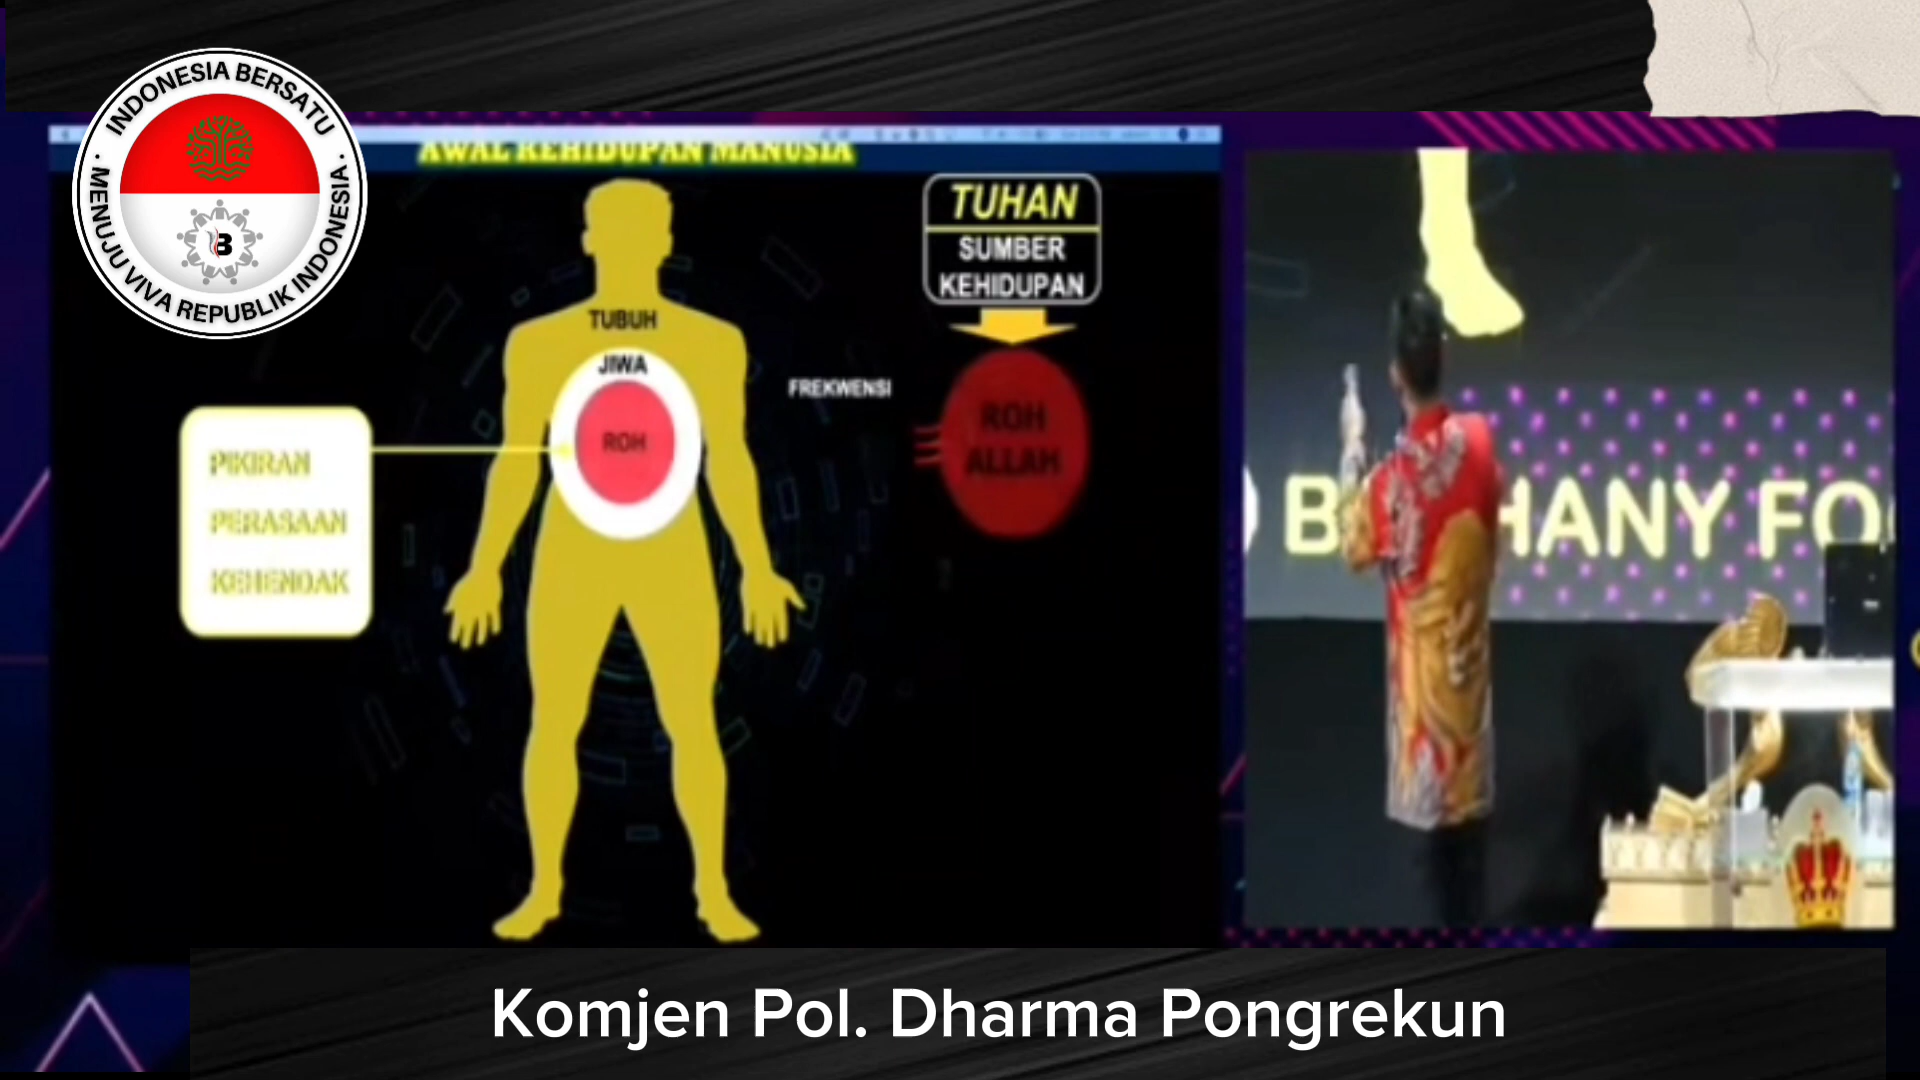 INDONESIA BERSATU
· MENUJU VIVA REPUBLIK INDONESIA ·
B
AWAL KEHIDUPAN MANUSIA
TUHAN
SUMBER
KEHIDUPAN
TUBUH
JIWA
ROH
FREKWENSI
ROH
ALLAH
PIKIRAN
PERASAAN
KEHENDAK
HANY
Komjen Pol. Dharma Pongrekun